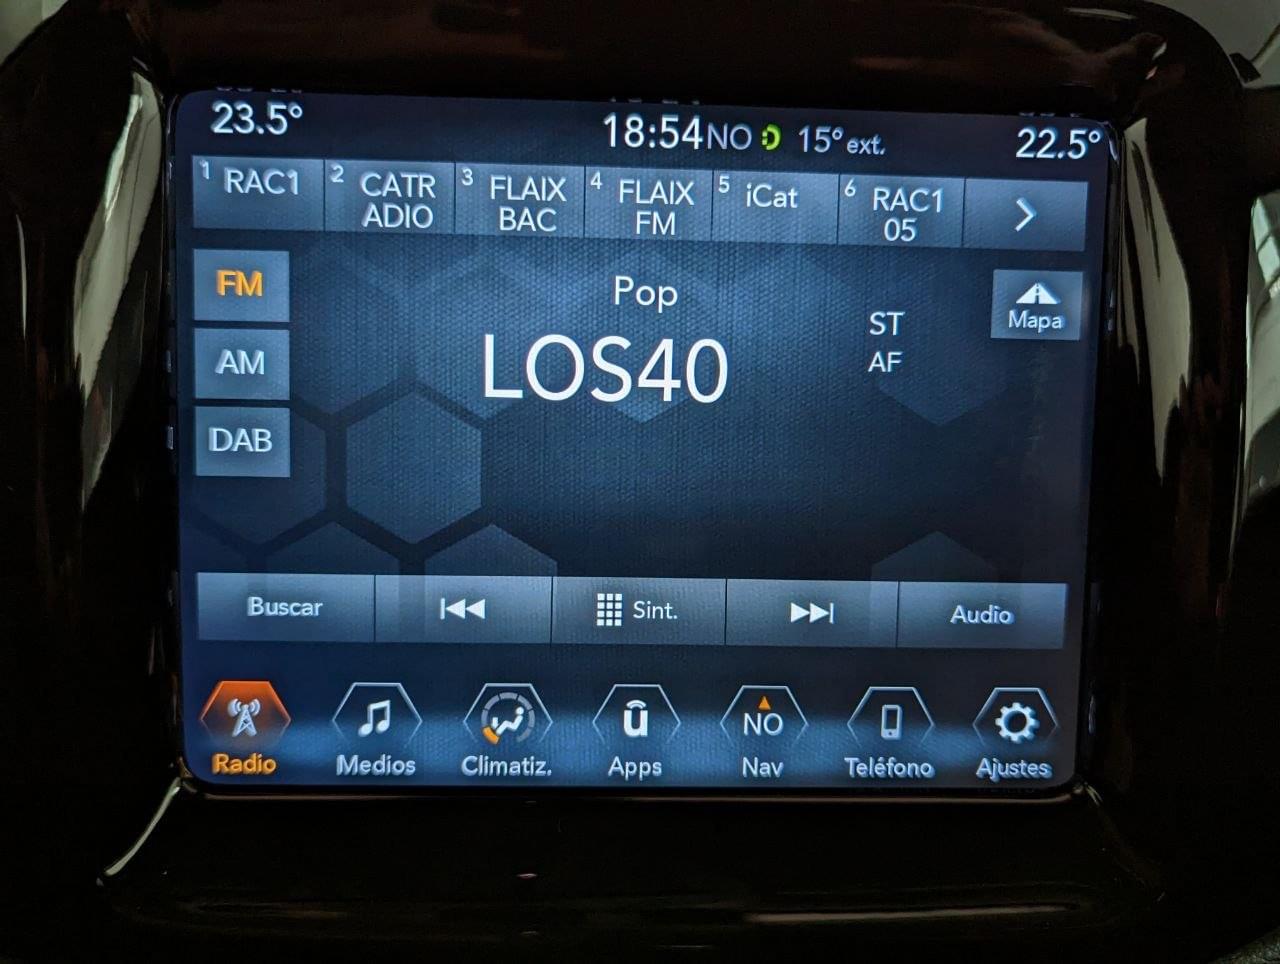 23.5° 18:54 NO 15° ext. 22.5°
1 RAC1 2 CATR 3 FLAIX 4 FLAIX 5 iCat 6 RAC1
ADIO BAC FM 05
FM Pop ST Mapa
AM LOS40 AF
DAB
Buscar Sint. Audio
u NO
Radio Medios Climatiz. Apps Nav Teléfono Ajustes